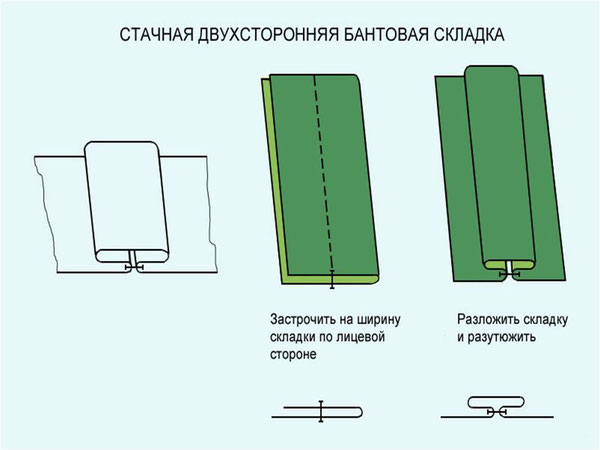 СТАЧНАЯ ДВУХСТОРОННЯЯ БАНТОВАЯ СКЛАДКА
Застрочить на ширину
складки по лицевой
стороне
Разложить складку
и разутюжить